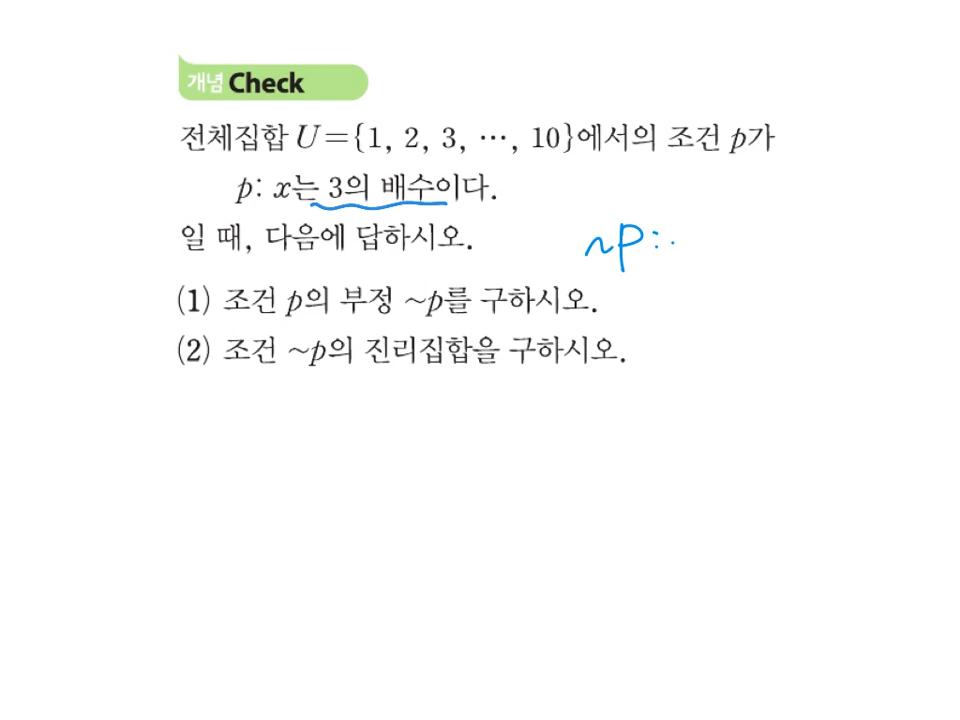 개념 Check
전체집합 U={1, 2, 3, ⋯, 10}에서의 조건 p가
p: x는 3의 배수이다.
일 때, 다음에 답하시오.
~p:
(1) 조건 p의 부정 ~p를 구하시오.
(2) 조건 ~p의 진리집합을 구하시오.